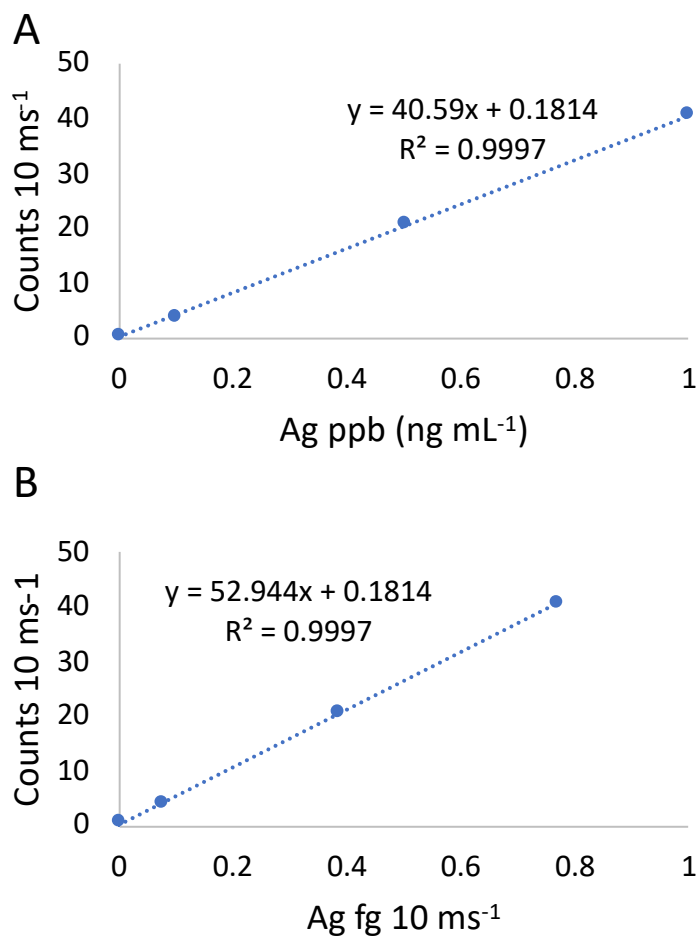 A
50
40
30
20
10
0
Counts 10 ms⁻¹
y = 40.59x + 0.1814
R² = 0.9997
0 0.2 0.4 0.6 0.8 1
Ag ppb (ng mL⁻¹)
B
50
40
30
20
10
0
Counts 10 ms-1
y = 52.944x + 0.1814
R² = 0.9997
0 0.2 0.4 0.6 0.8 1
Ag fg 10 ms⁻¹